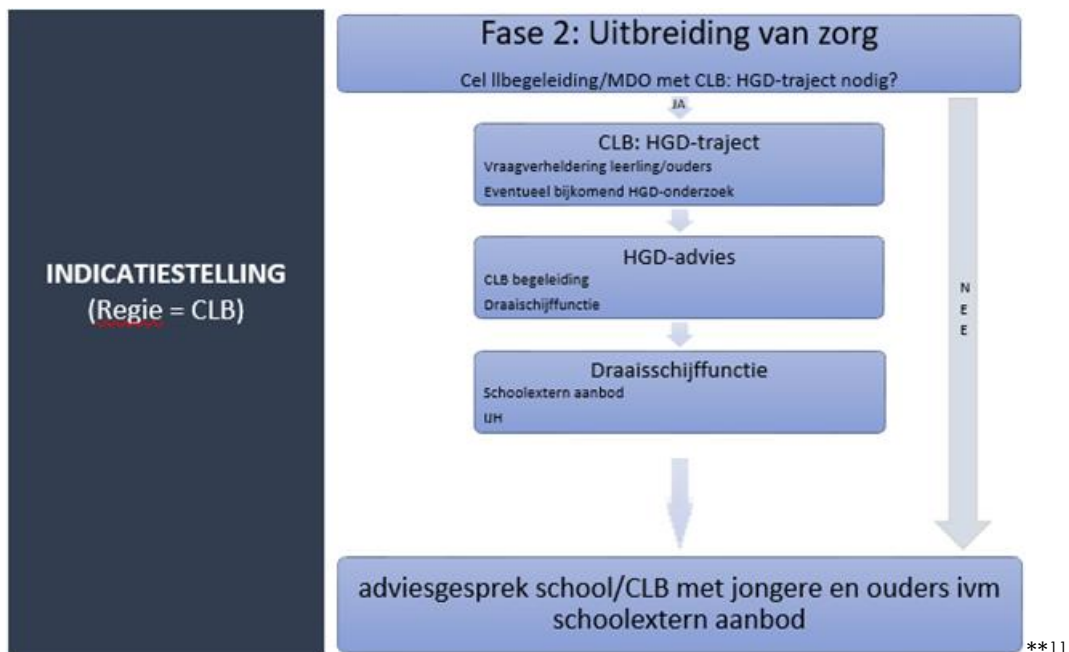 INDICATIESTELLING
(Regie = CLB)
Fase 2: Uitbreiding van zorg
Cel llbegeleiding/MDO met CLB: HGD-traject nodig?
JA
CLB: HGD-traject
Vraagverheldering leerling/ouders
Eventueel bijkomend HGD-onderzoek
HGD-advies
CLB begeleiding
Draaischijffunctie
Draaisschijffunctie
Schoolextern aanbod
IJH
N
E
E
adviesgesprek school/CLB met jongere en ouders ivm
schoolextern aanbod
**11